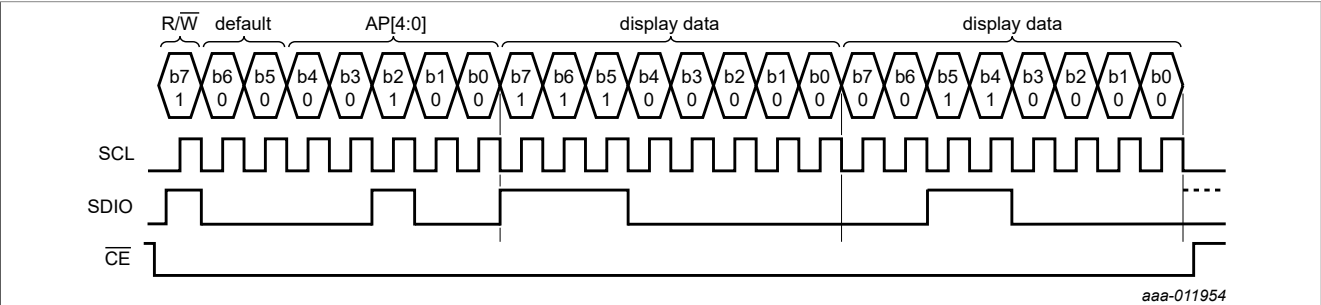 R/W̅ default AP[4:0] display data display data
b7 b6 b5 b4 b3 b2 b1 b0 b7 b6 b5 b4 b3 b2 b1 b0 b7 b6 b5 b4 b3 b2 b1 b0
1 0 0 0 0 1 0 0 1 1 1 0 0 0 0 0 0 0 1 1 0 0 0 0
SCL
SDIO
C̅E̅
aaa-011954